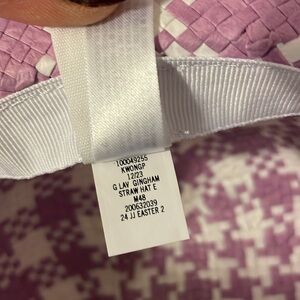 100049255
KWONGP
12/23
G LAV GINGHAM
STRAW HAT E
M48
200632039
24 JJ EASTER 2